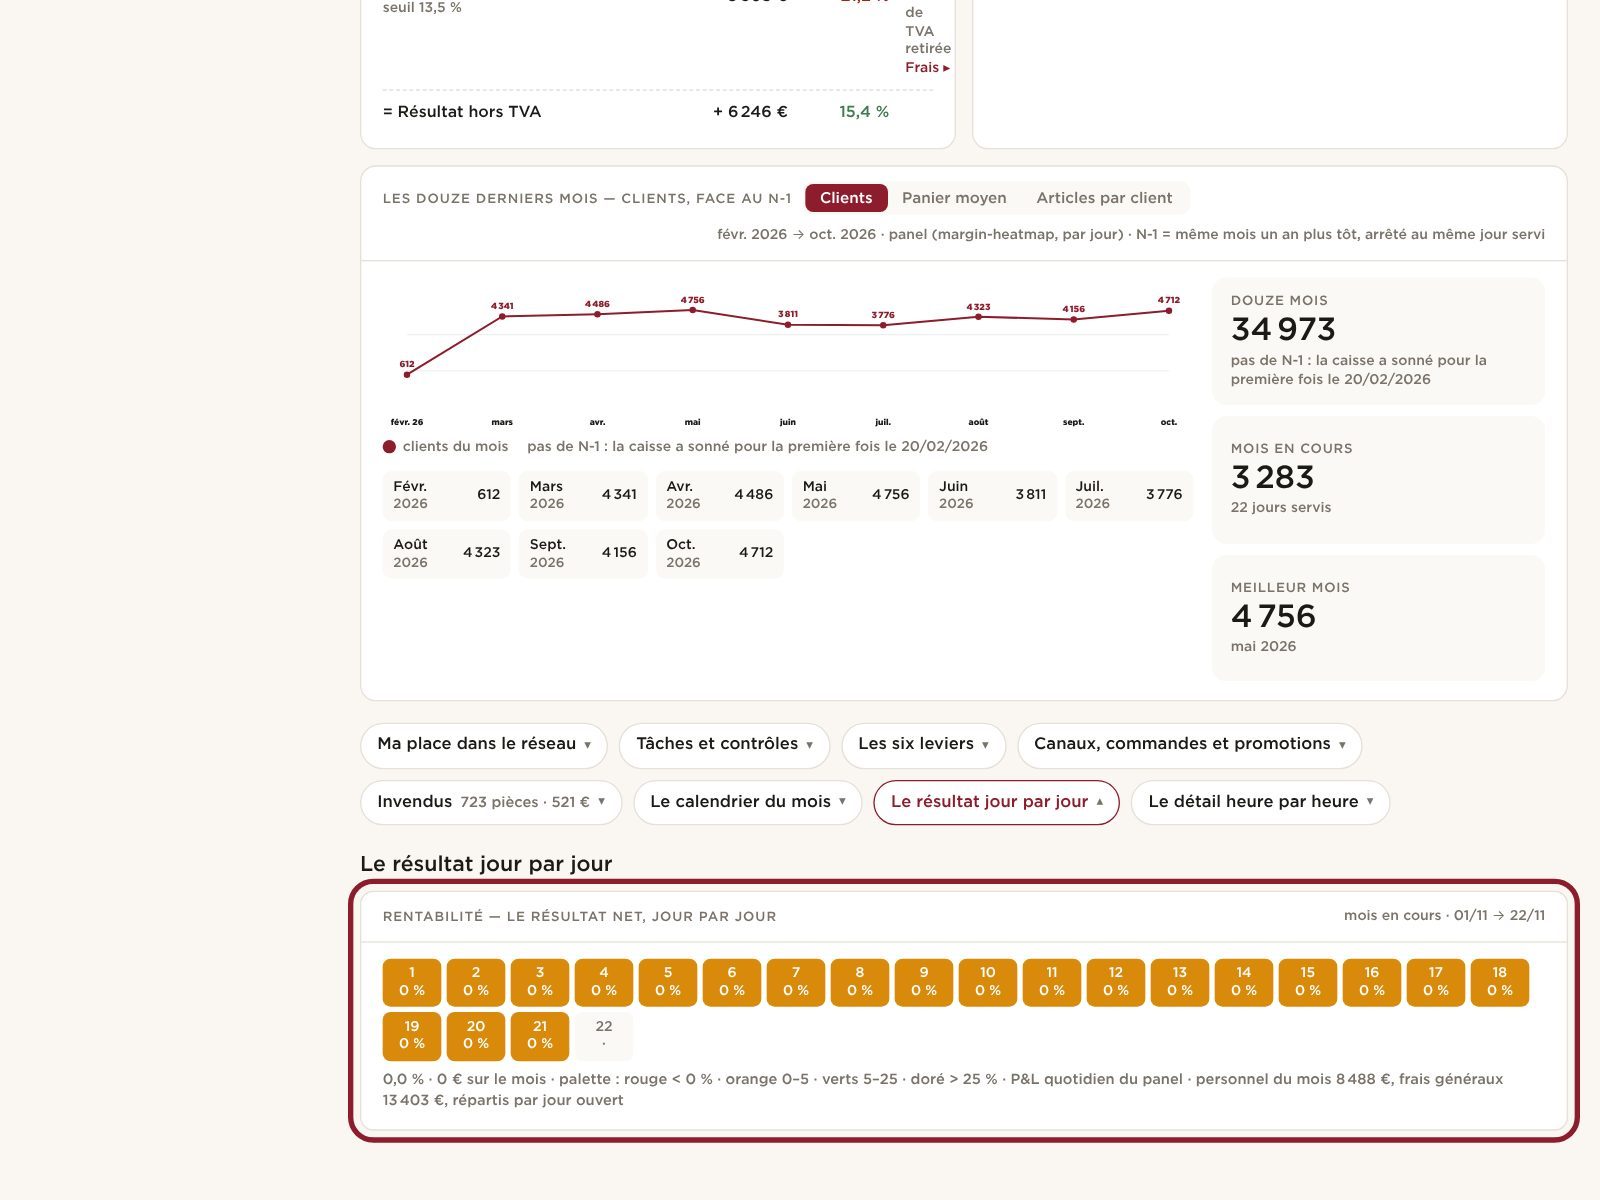 seuil 13,5 %
de
TVA
retirée
Frais ▸
= Résultat hors TVA + 6 246 € 15,4 %
LES DOUZE DERNIERS MOIS — CLIENTS, FACE AU N-1 Clients Panier moyen Articles par client
févr. 2026 → oct. 2026 · panel (margin-heatmap, par jour) · N-1 = même mois un an plus tôt, arrêté au même jour servi
612 4 341 4 486 4 756 3 811 3 776 4 323 4 156 4 712
févr. 26 mars avr. mai juin juil. août sept. oct.
clients du mois pas de N-1 : la caisse a sonné pour la première fois le 20/02/2026
Févr. 2026 612
Mars 2026 4 341
Avr. 2026 4 486
Mai 2026 4 756
Juin 2026 3 811
Juil. 2026 3 776
Août 2026 4 323
Sept. 2026 4 156
Oct. 2026 4 712
DOUZE MOIS
34 973
pas de N-1 : la caisse a sonné pour la
première fois le 20/02/2026
MOIS EN COURS
3 283
22 jours servis
MEILLEUR MOIS
4 756
mai 2026
Ma place dans le réseau ▾ Tâches et contrôles ▾ Les six leviers ▾ Canaux, commandes et promotions ▾
Invendus 723 pièces · 521 € ▾ Le calendrier du mois ▾ Le résultat jour par jour ▴ Le détail heure par heure ▾
Le résultat jour par jour
RENTABILITÉ — LE RÉSULTAT NET, JOUR PAR JOUR mois en cours · 01/11 → 22/11
1 2 3 4 5 6 7 8 9 10 11 12 13 14 15 16 17 18
0 % 0 % 0 % 0 % 0 % 0 % 0 % 0 % 0 % 0 % 0 % 0 % 0 % 0 % 0 % 0 % 0 % 0 %
19 20 21 22
0 % 0 % 0 % ·
0,0 % · 0 € sur le mois · palette : rouge < 0 % · orange 0–5 · verts 5–25 · doré > 25 % · P&L quotidien du panel · personnel du mois 8 488 €, frais généraux
13 403 €, répartis par jour ouvert